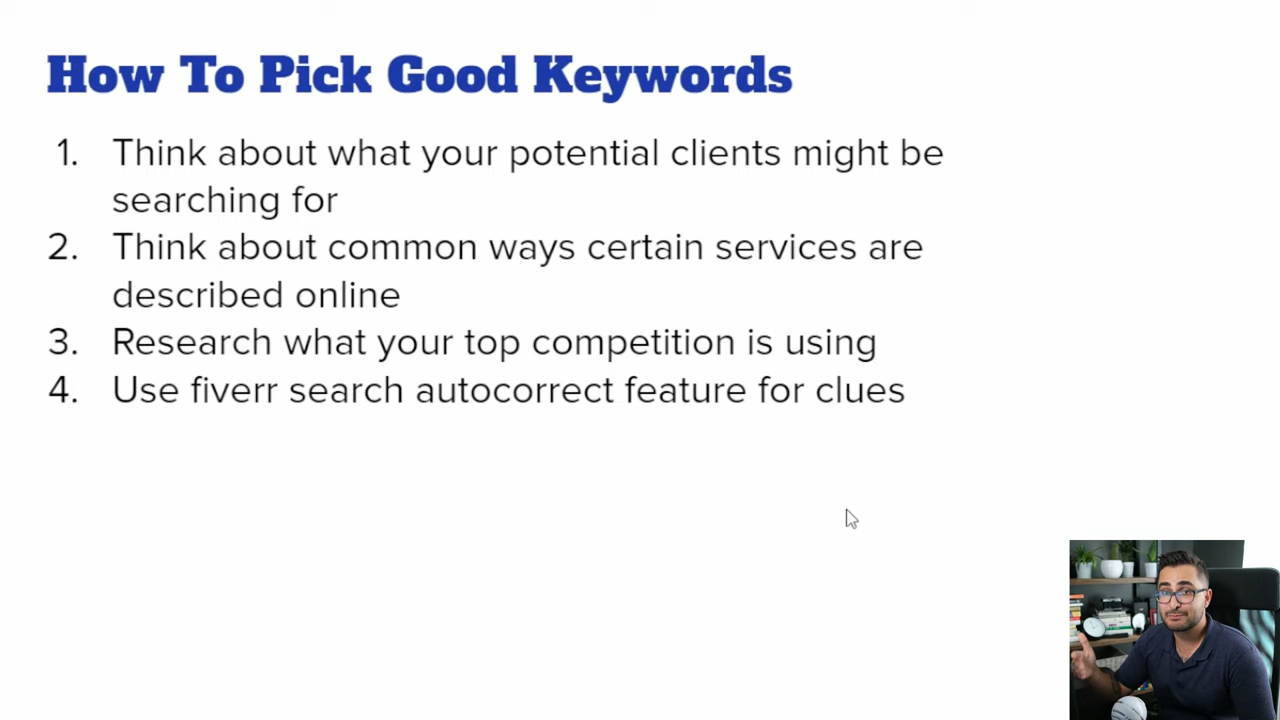 How To Pick Good Keywords
1. Think about what your potential clients might be
searching for
2. Think about common ways certain services are
described online
3. Research what your top competition is using
4. Use fiverr search autocorrect feature for clues